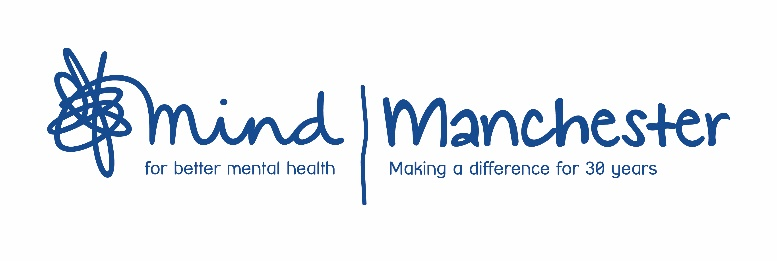 mind
for better mental health
Manchester
Making a difference for 30 years